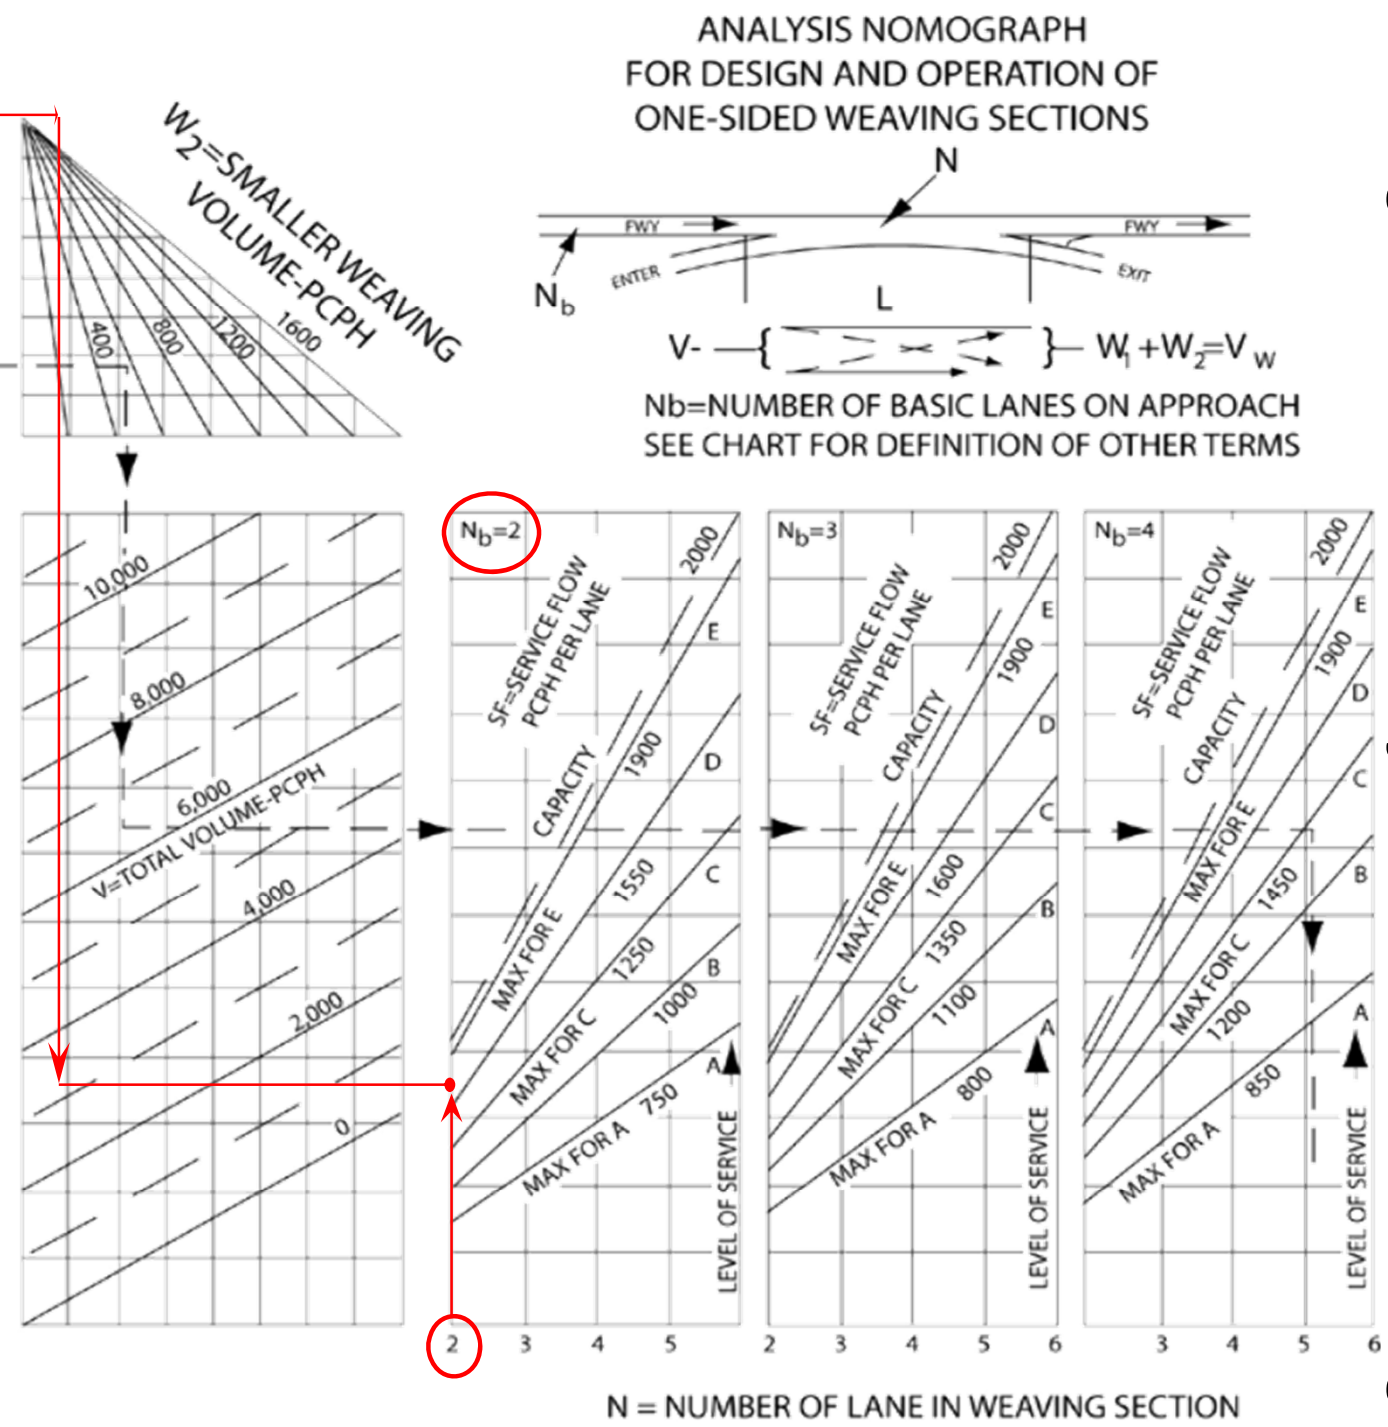 ANALYSIS NOMOGRAPH
FOR DESIGN AND OPERATION OF
ONE-SIDED WEAVING SECTIONS
W2=SMALLER WEAVING
VOLUME-PCPH
400
800
1200
1600
N
FWY
FWY
ENTER
EXIT
Nb
L
V-
W1+W2=VW
Nb=NUMBER OF BASIC LANES ON APPROACH
SEE CHART FOR DEFINITION OF OTHER TERMS
10,000
8,000
6,000
V=TOTAL VOLUME-PCPH
4,000
2,000
0
Nb=2
SF=SERVICE FLOW
PCPH PER LANE
2000
E
CAPACITY
1900
D
MAX FOR E
1550
C
1250
B
MAX FOR C
1000
A
750
MAX FOR A
LEVEL OF SERVICE
2
3
4
5
Nb=3
SF=SERVICE FLOW
PCPH PER LANE
2000
E
CAPACITY
1900
D
MAX FOR E
1600
C
1350
B
MAX FOR C
1100
A
800
MAX FOR A
LEVEL OF SERVICE
2
3
4
5
6
Nb=4
SF=SERVICE FLOW
PCPH PER LANE
2000
E
CAPACITY
1900
D
MAX FOR E
1450
C
B
MAX FOR C
1200
A
850
MAX FOR A
LEVEL OF SERVICE
3
4
5
6
N = NUMBER OF LANE IN WEAVING SECTION